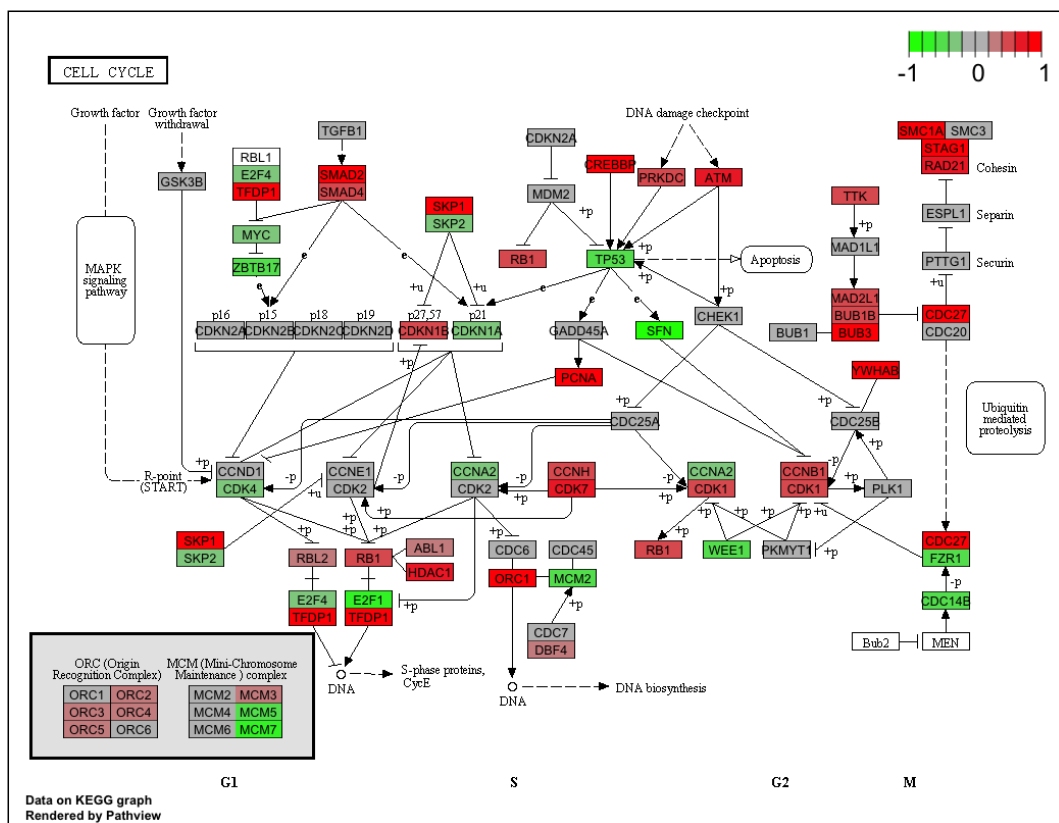 -1 0 1
CELL CYCLE
Growth factor
Growth factor
withdrawal
TGFB1
DNA damage checkpoint
CDKN2A
SMC1A SMC3
STAG1
RAD21
Cohesin
RBL1
E2F4
TFDP1
GSK3B
SMAD2
SMAD4
CREBBP
PRKDC
ATM
MDM2
+p
TTK
+p
SKP1
SKP2
ESPL1
Separin
MYC
RB1
MAD1L1
ZBTB17
TP53
+p
+p
Apoptosis
PTTG1
Securin
MAPK
signaling
pathway
e
e
e
+u
+u
e
e
e
+p
+u
MAD2L1
BUB1B
BUB3
BUB1
CDC27
CDC20
p16 p15 p18 p19
CDKN2A CDKN2B CDKN2C CDKN2D
p27,57 p21
CDKN1B CDKN1A
GADD45A
SFN
CHEK1
+p
PCNA
YWHAB
Ubiquitin
mediated
proteolysis
+p
+p
CDC25A
CDC25B
R-point
(START)
+p
CCND1
CDK4
-p
CCNE1
CDK2
-p
CCNA2
CDK2
-p
+p
CCNH
CDK7
-p
+p
CCNA2
CDK1
CCNB1
CDK1
-p
+p
+p
PLK1
+u
SKP1
SKP2
+p
+p
+p
+p
+p
RBL2
RB1
ABL1
HDAC1
CDC6
CDC45
ORC1
MCM2
+p
RB1
+p
+p
WEE1
+p
+u
PKMYT1
+p
CDC27
FZR1
-p
CDC14B
E2F4
TFDP1
E2F1
TFDP1
+p
+p
CDC7
DBF4
Bub2
MEN
DNA
S-phase proteins,
CycE
DNA
DNA biosynthesis
ORC (Origin
Recognition Complex)
MCM (Mini-Chromosome
Maintenance ) complex
ORC1 ORC2 MCM2 MCM3
ORC3 ORC4 MCM4 MCM5
ORC5 ORC6 MCM6 MCM7
G1 S G2 M
Data on KEGG graph
Rendered by Pathview